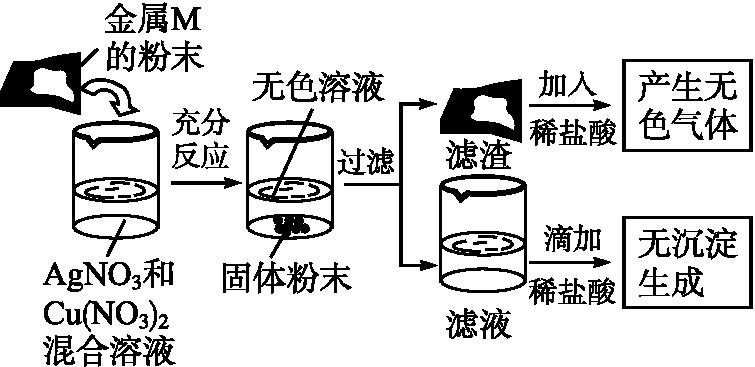 金属M
的粉末
AgNO₃和
Cu(NO₃)₂
混合溶液
充分
反应
无色溶液
固体粉末
过滤
滤渣
加入
稀盐酸
产生无
色气体
滤液
滴加
稀盐酸
无沉淀
生成